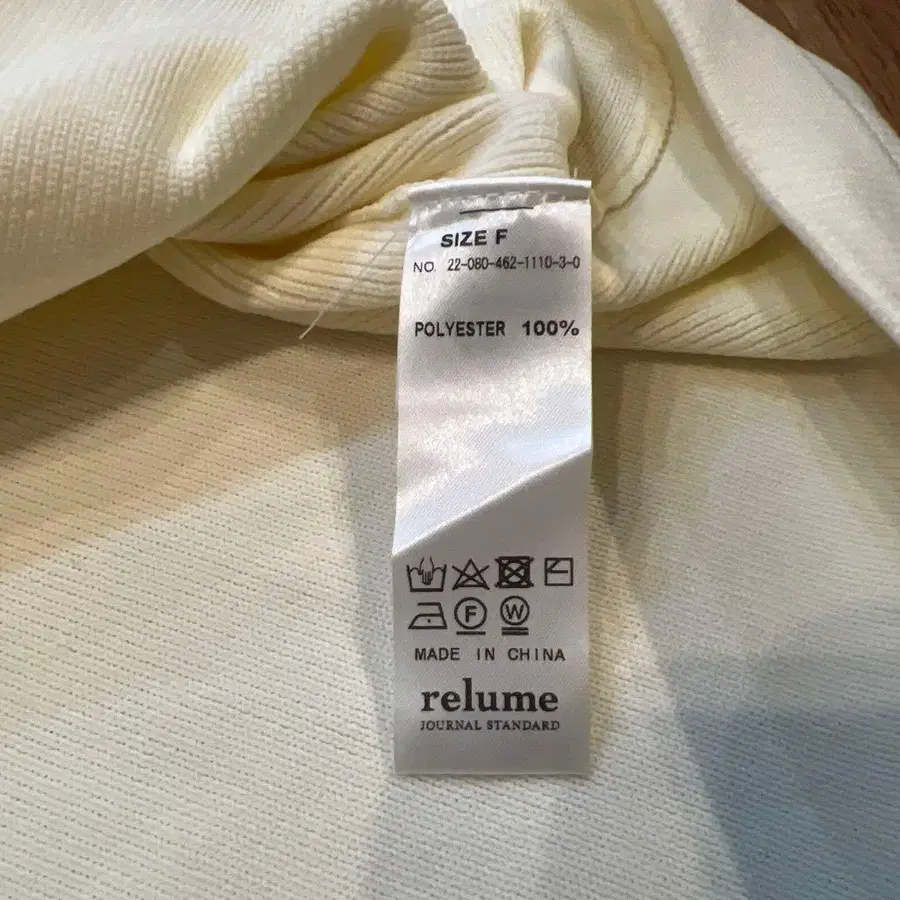 SIZE F
NO. 22-080-462-1110-3-0
POLYESTER 100%
F W
MADE IN CHINA
relume
JOURNAL STANDARD